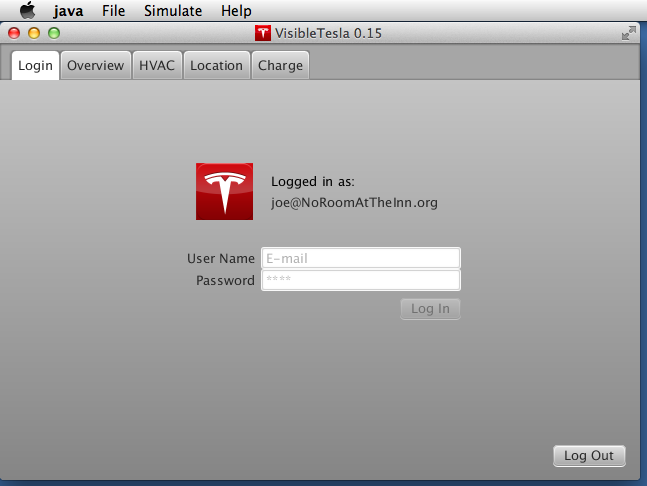 java File Simulate Help
VisibleTesla 0.15
Login Overview HVAC Location Charge
Logged in as:
joe@NoRoomAtTheInn.org
User Name E-mail
Password ****
Log In
Log Out